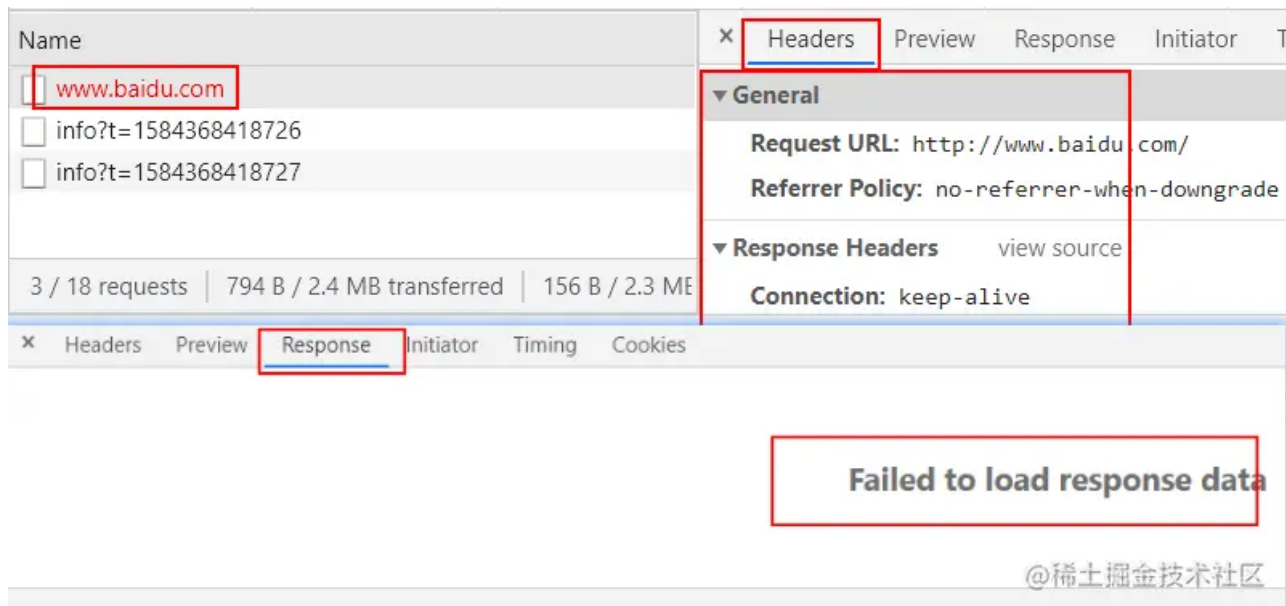 Name
www.baidu.com
info?t=1584368418726
info?t=1584368418727
3 / 18 requests 794 B / 2.4 MB transferred 156 B / 2.3 ME
× Headers Preview Response Initiator T
General
Request URL: http://www.baidu.com/
Referrer Policy: no-referrer-when-downgrade
Response Headers view source
Connection: keep-alive
× Headers Preview Response Initiator Timing Cookies
Failed to load response data
@稀土掘金技术社区